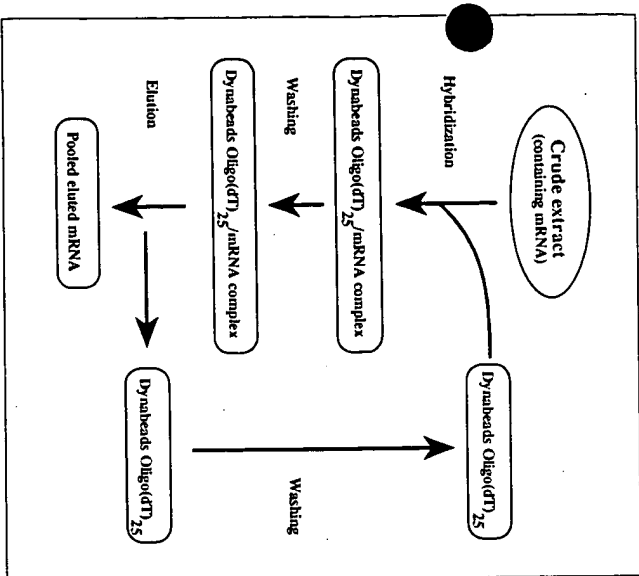 Crude extract
(containing mRNA)
Hybridization
Dynabeads Oligo(dT)25
Dynabeads Oligo(dT)25/mRNA complex
Washing
Dynabeads Oligo(dT)25/mRNA complex
Washing
Elution
Pooled eluted mRNA
Dynabeads Oligo(dT)25